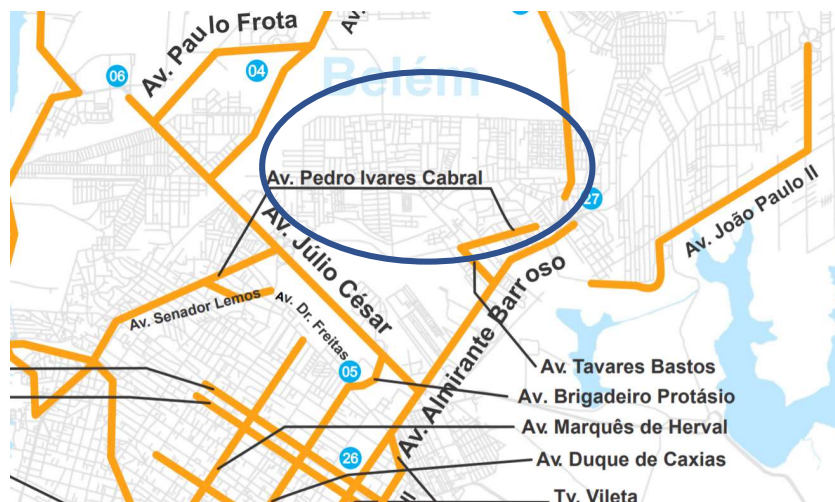 Av. Paulo Frota
Av.
06
04
Belém
Av. Pedro Ivares Cabral
27
Av. João Paulo II
Av. Júlio César
Av. Senador Lemos
Av. Dr. Freitas
Av. Almirante Barroso
05
Av. Tavares Bastos
Av. Brigadeiro Protásio
Av. Marquês de Herval
26
Av. Duque de Caxias
Tv. Vileta